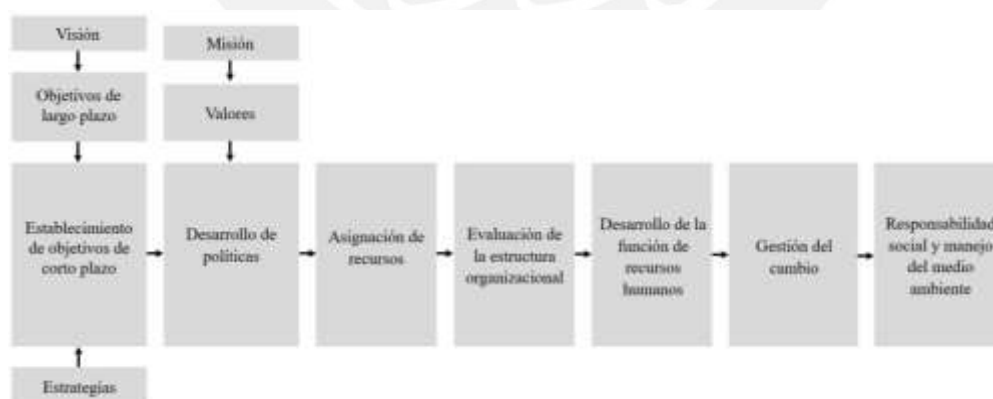 Visión
Misión
Objetivos de
largo plazo
Valores
Establecimiento
de objetivos de
corto plazo
Desarrollo de
políticas
Asignación de
recursos
Evaluación de
la estructura
organizacional
Desarrollo de la
función de
recursos
humanos
Gestión del
cambio
Responsabilidad
social y manejo
del medio
ambiente
Estrategias